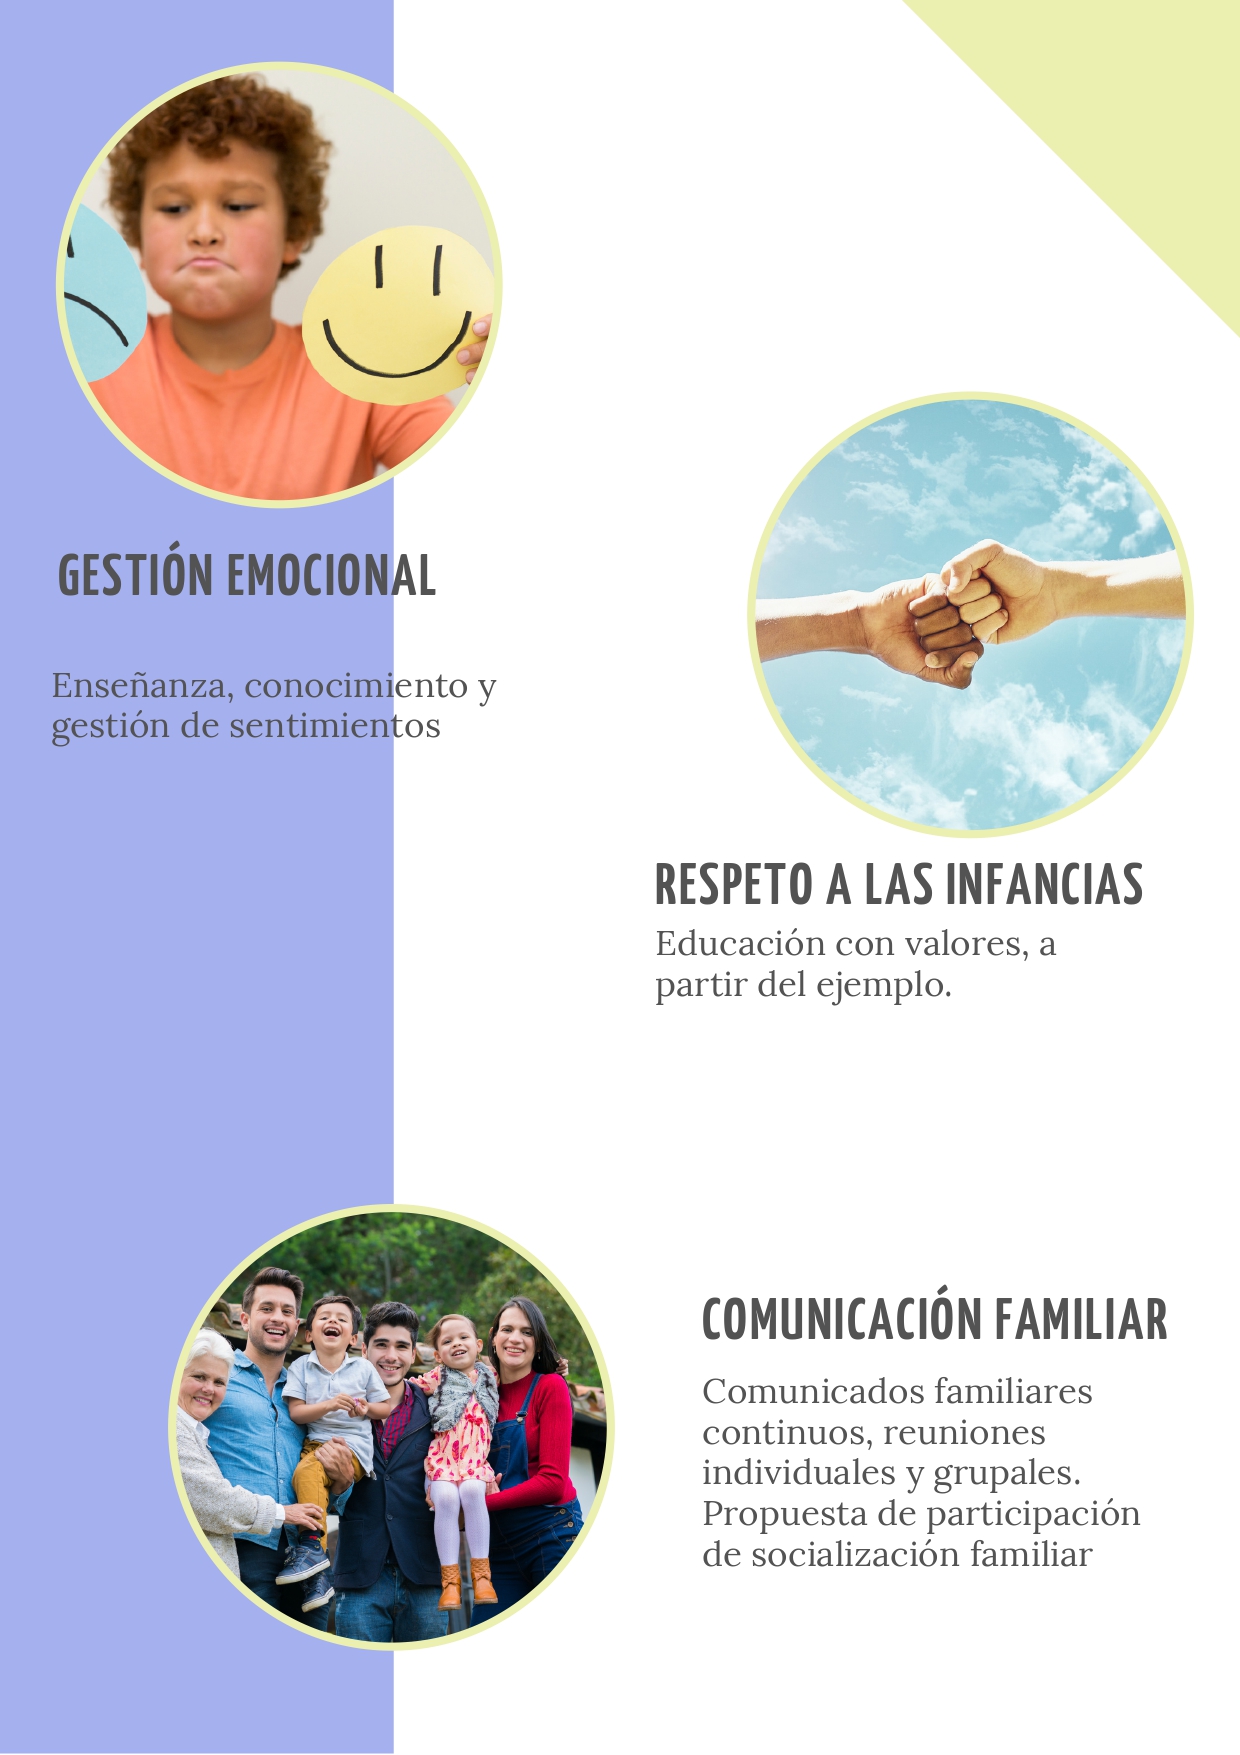 GESTIÓN EMOCIONAL
Enseñanza, conocimiento y
gestión de sentimientos
RESPETO A LAS INFANCIAS
Educación con valores, a
partir del ejemplo.
COMUNICACIÓN FAMILIAR
Comunicados familiares
continuos, reuniones
individuales y grupales.
Propuesta de participación
de socialización familiar